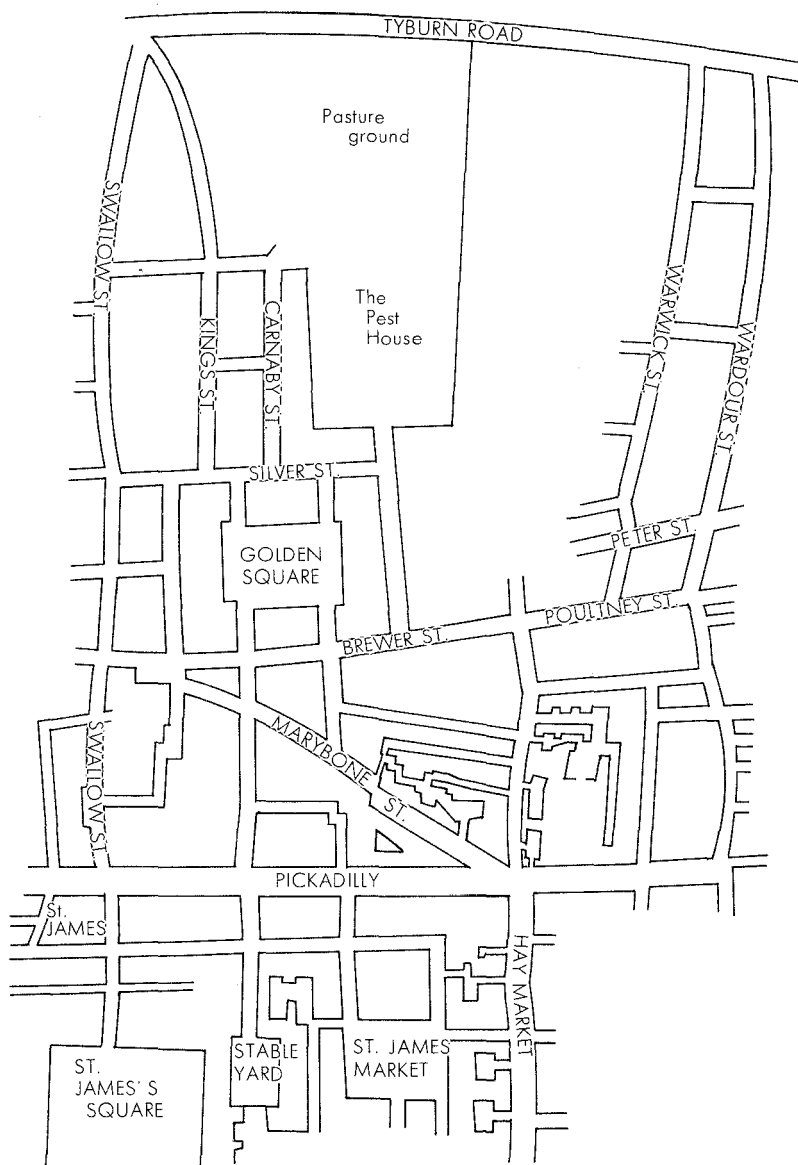 TYBURN ROAD
Pasture
ground
SWALLOW ST.
The
Pest
House
KINGS ST.
CARNABY ST.
WARWICK ST.
WARDOUR ST.
SILVER ST.
GOLDEN
SQUARE
PETER ST.
POULTNEY ST.
BREWER ST.
MARYBONE
ST.
SWALLOW ST.
PICKADILLY
St.
JAMES
HAY MARKET
STABLE
YARD
ST. JAMES
MARKET
ST.
JAMES'S
SQUARE